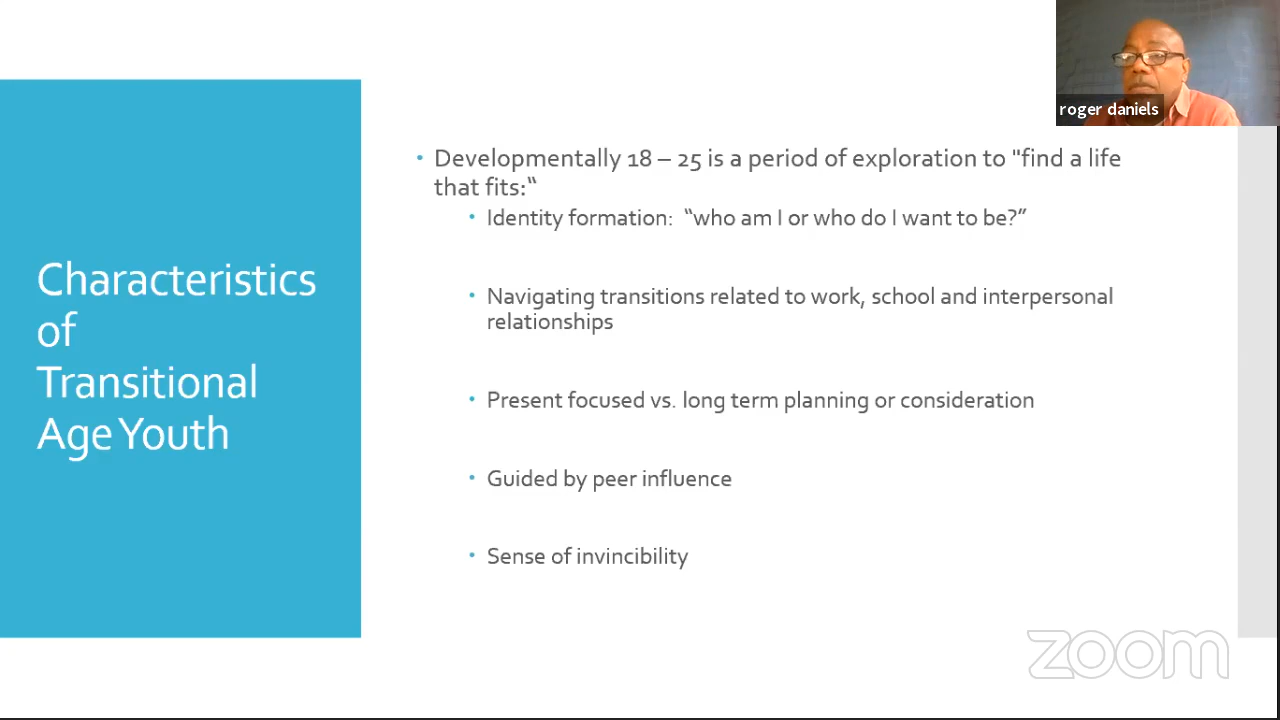 roger daniels
Characteristics
of
Transitional
Age Youth
• Developmentally 18 – 25 is a period of exploration to "find a life
that fits:“
• Identity formation:  “who am I or who do I want to be?”
• Navigating transitions related to work, school and interpersonal
relationships
• Present focused vs. long term planning or consideration
• Guided by peer influence
• Sense of invincibility
zoom